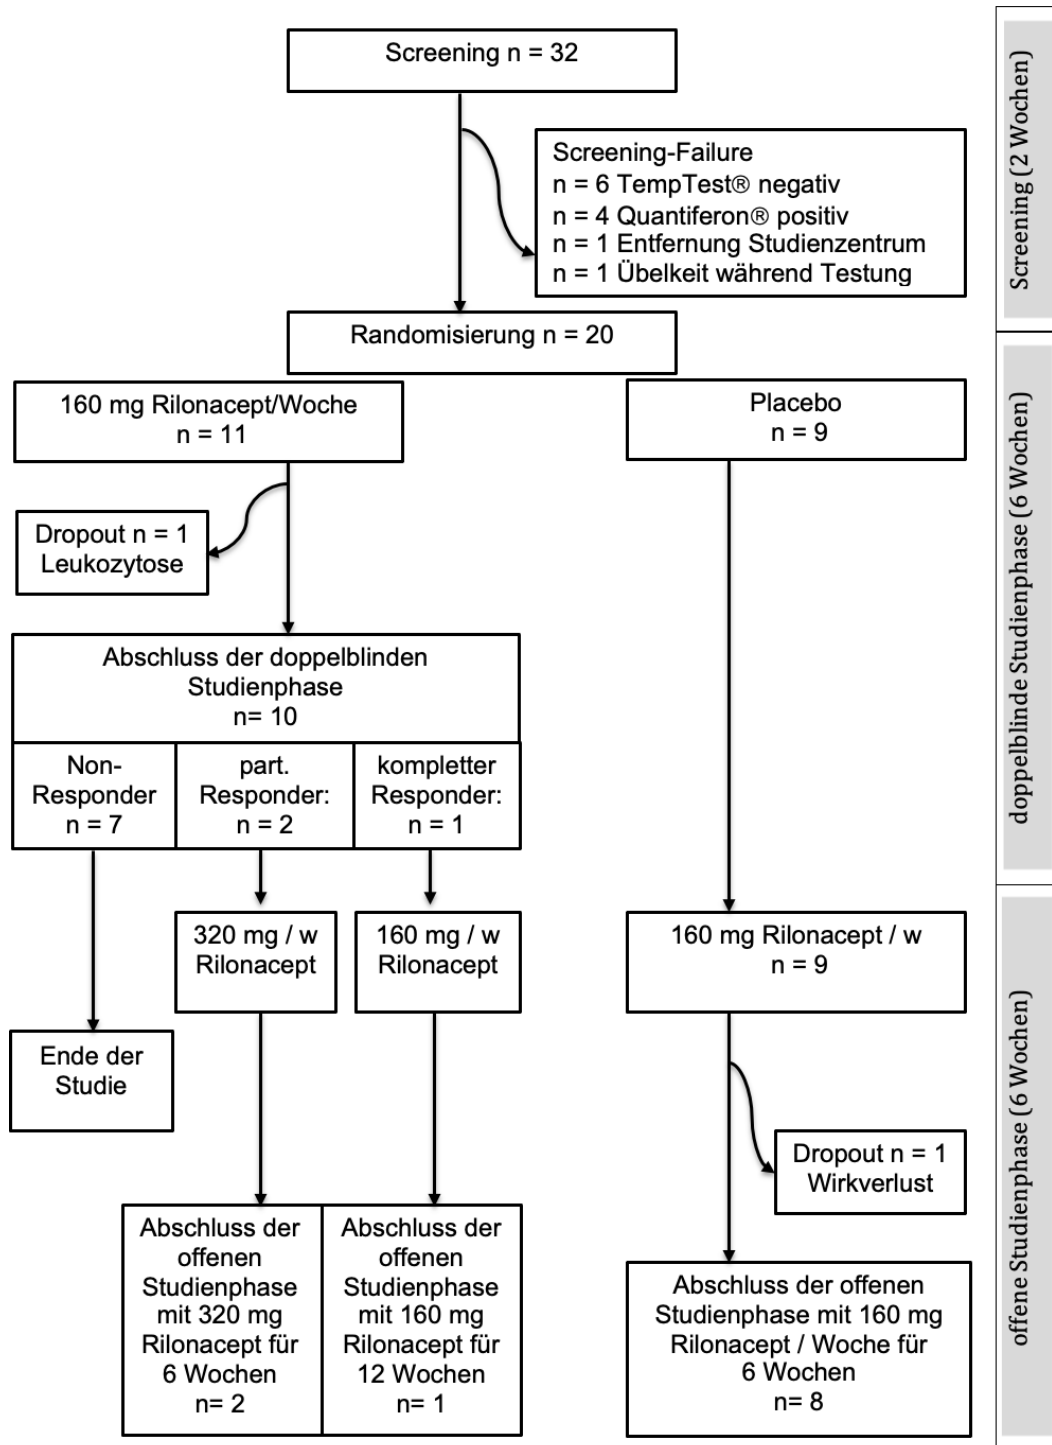 Screening n = 32
Screening-Failure
n = 6 TempTest® negativ
n = 4 Quantiferon® positiv
n = 1 Entfernung Studienzentrum
n = 1 Übelkeit während Testung
Screening (2 Wochen)
Randomisierung n = 20
160 mg Rilonacept/Woche
n = 11
Placebo
n = 9
Dropout n = 1
Leukozytose
doppelblinde Studienphase (6 Wochen)
Abschluss der doppelblinden
Studienphase
n= 10
Non-
Responder
n = 7
part.
Responder:
n = 2
kompletter
Responder:
n = 1
320 mg / w
Rilonacept
160 mg / w
Rilonacept
160 mg Rilonacept / w
n = 9
Ende der
Studie
Dropout n = 1
Wirkverlust
offene Studienphase (6 Wochen)
Abschluss der
offenen
Studienphase
mit 320 mg
Rilonacept für
6 Wochen
n= 2
Abschluss der
offenen
Studienphase
mit 160 mg
Rilonacept für
12 Wochen
n= 1
Abschluss der offenen
Studienphase mit 160 mg
Rilonacept / Woche für
6 Wochen
n= 8